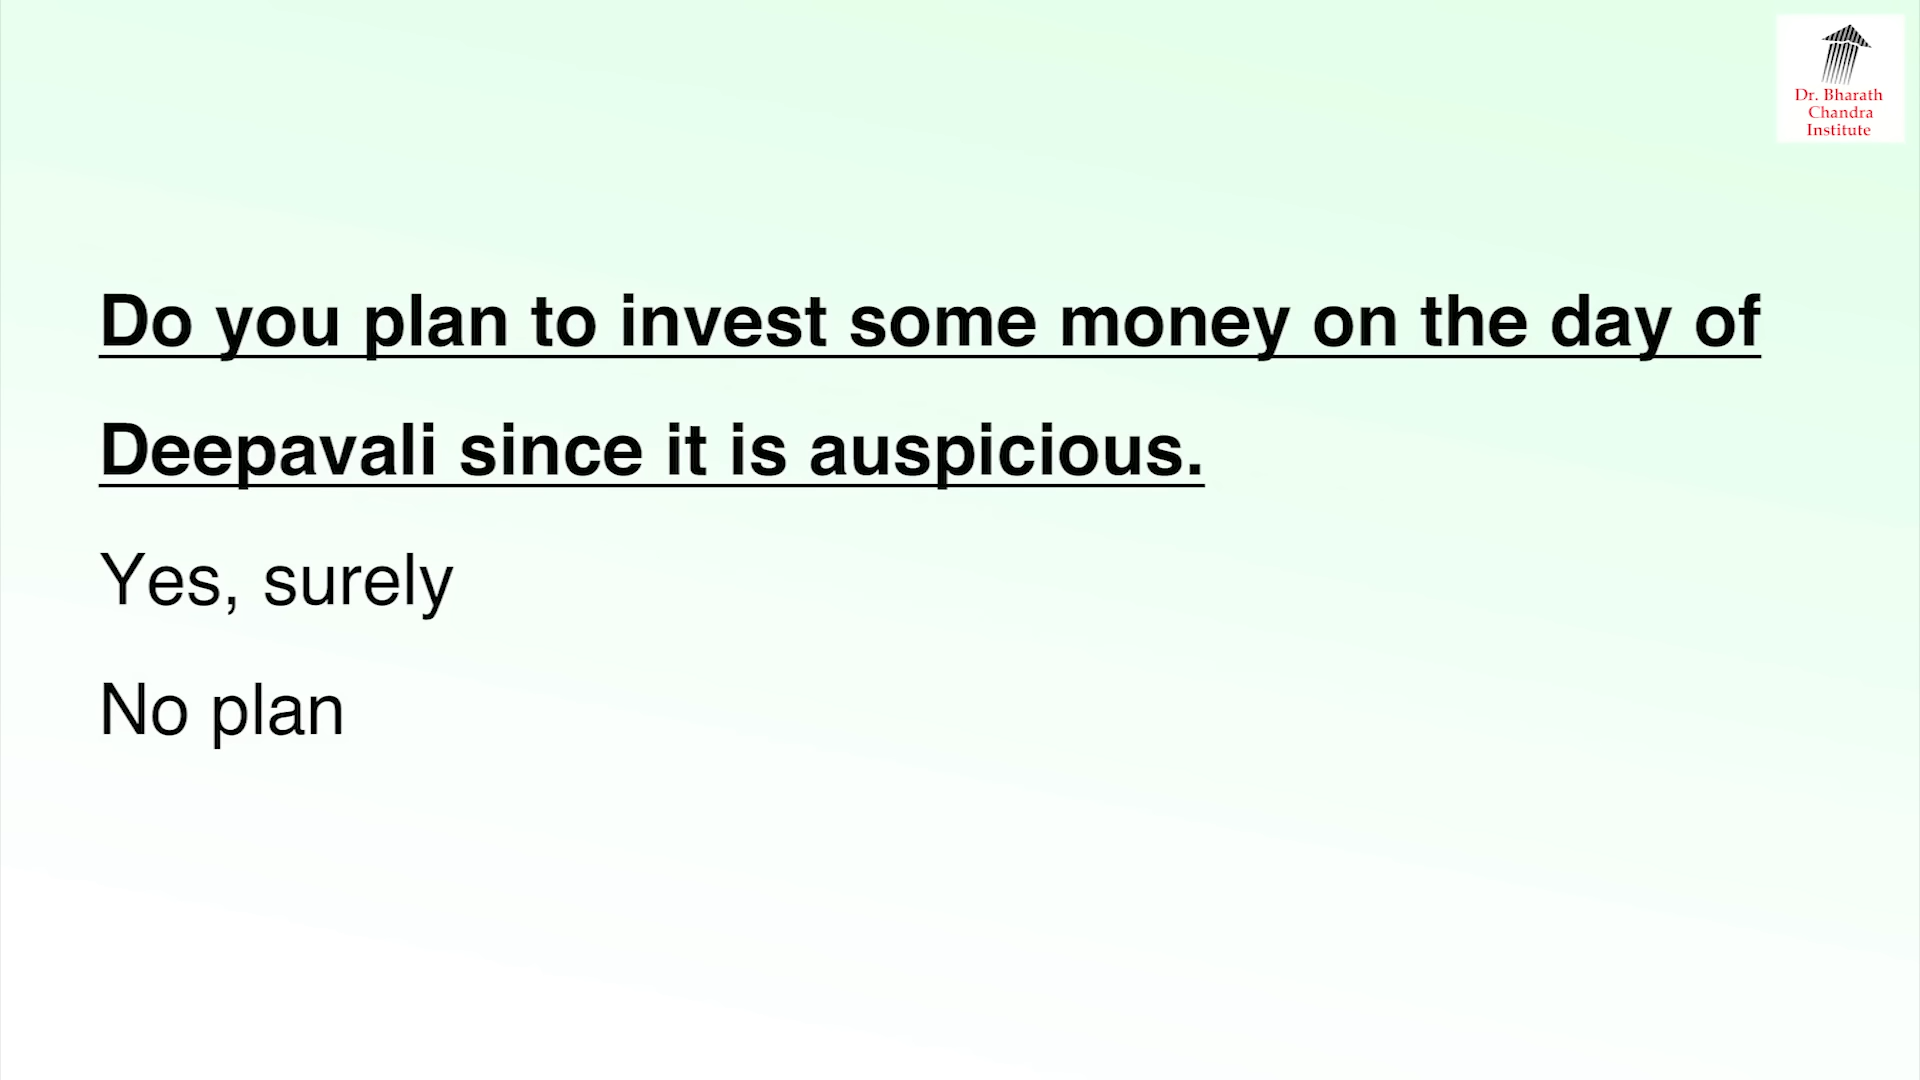 Dr. Bharath
Chandra
Institute
Do you plan to invest some money on the day of
Deepavali since it is auspicious.
Yes, surely
No plan